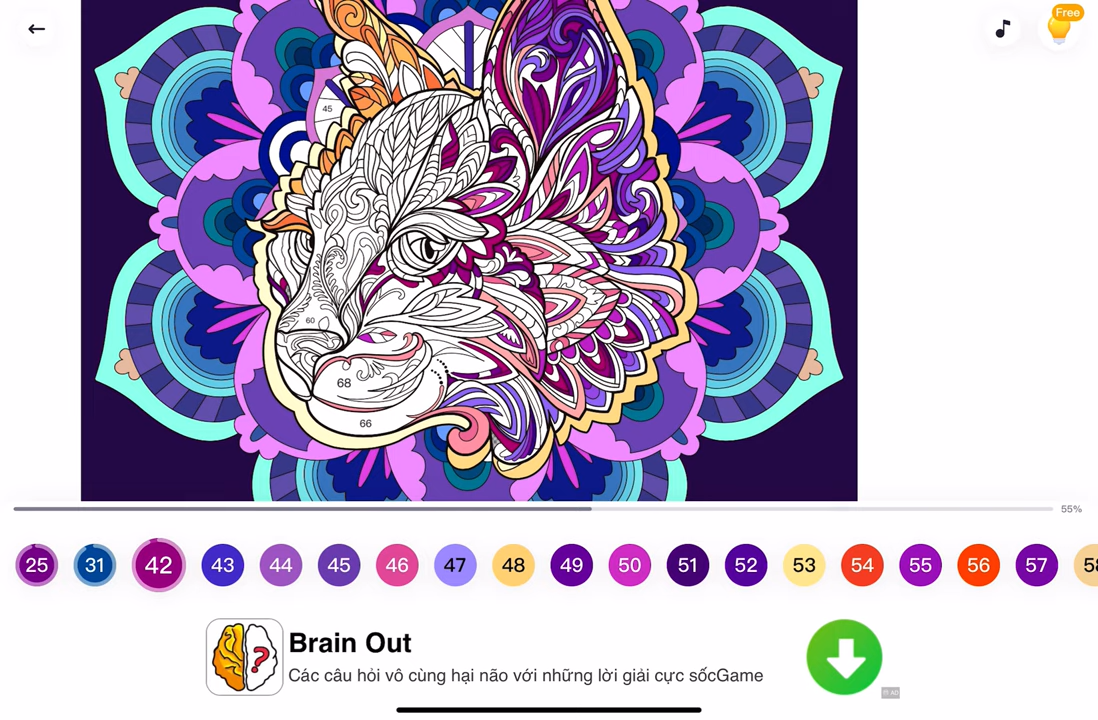 Free
45
60
68
66
55%
25 31 42 43 44 45 46 47 48 49 50 51 52 53 54 55 56 57
Brain Out
Các câu hỏi vô cùng hại não với những lời giải cực sốcGame
AD